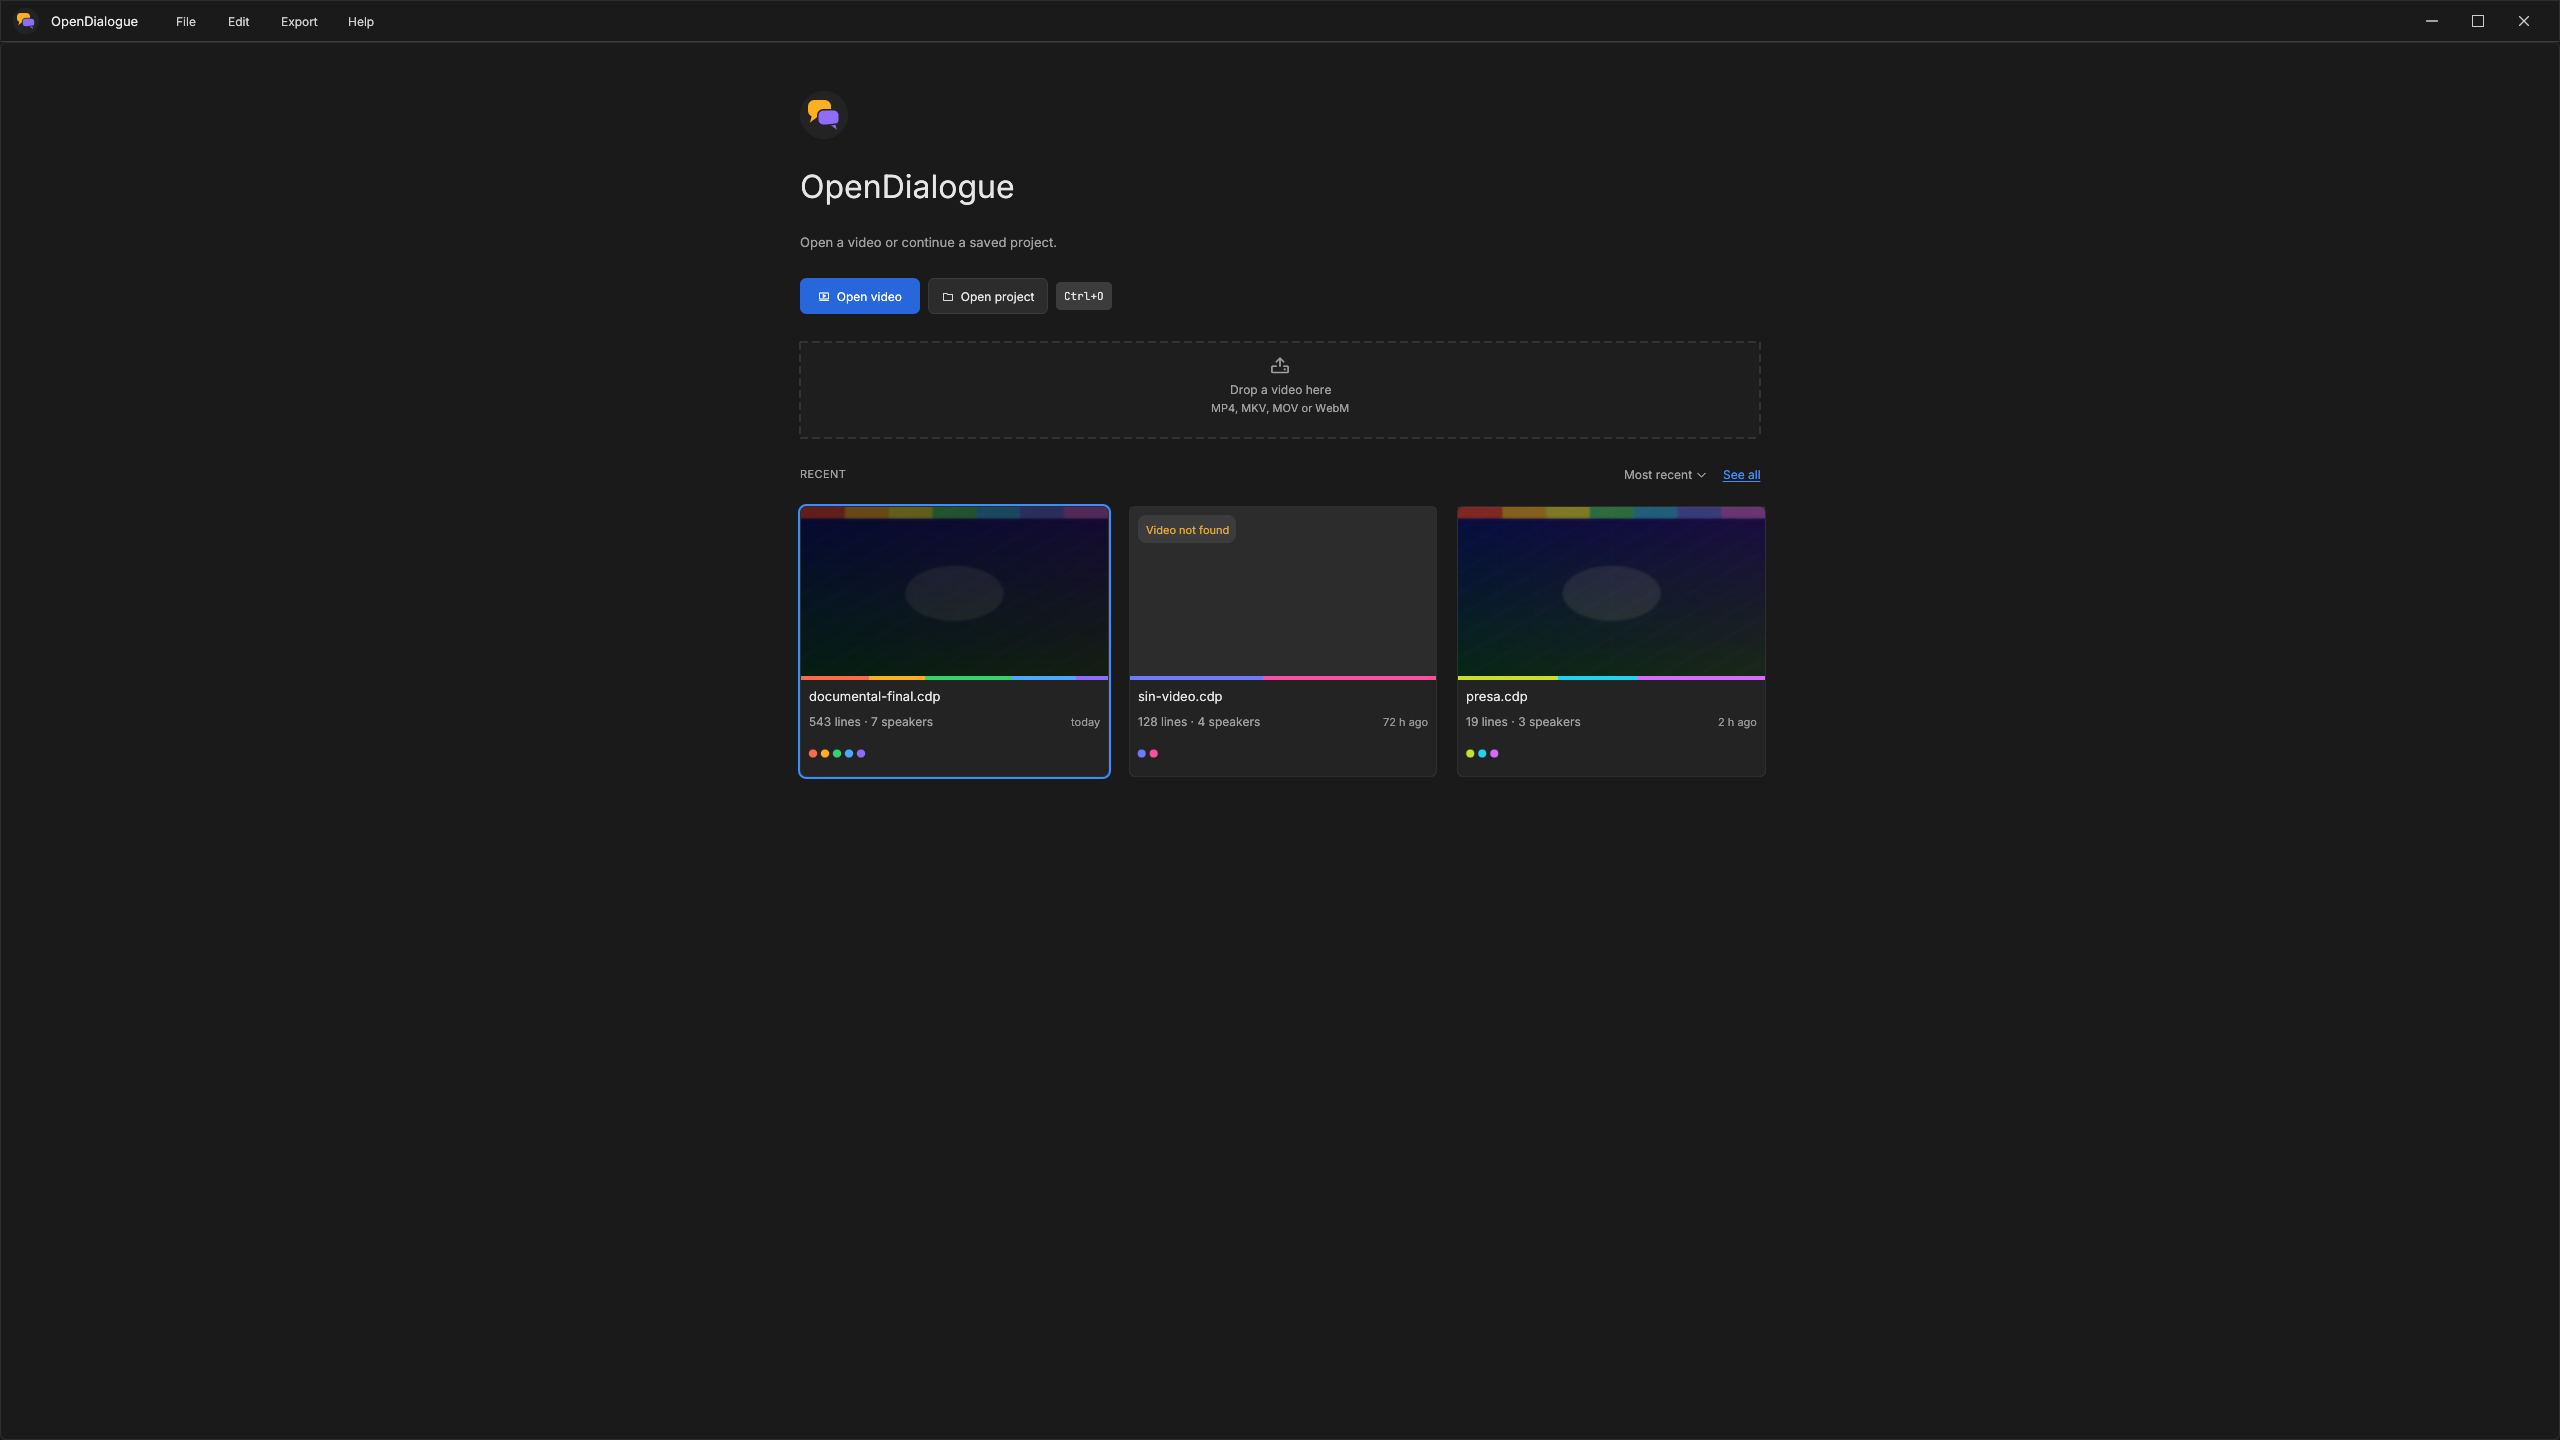 OpenDialogue File Edit Export Help
OpenDialogue
Open a video or continue a saved project.
Open video Open project Ctrl+O
Drop a video here
MP4, MKV, MOV or WebM
RECENT Most recent See all
Video not found
documental-final.cdp sin-video.cdp presa.cdp
543 lines · 7 speakers today 128 lines · 4 speakers 72 h ago 19 lines · 3 speakers 2 h ago